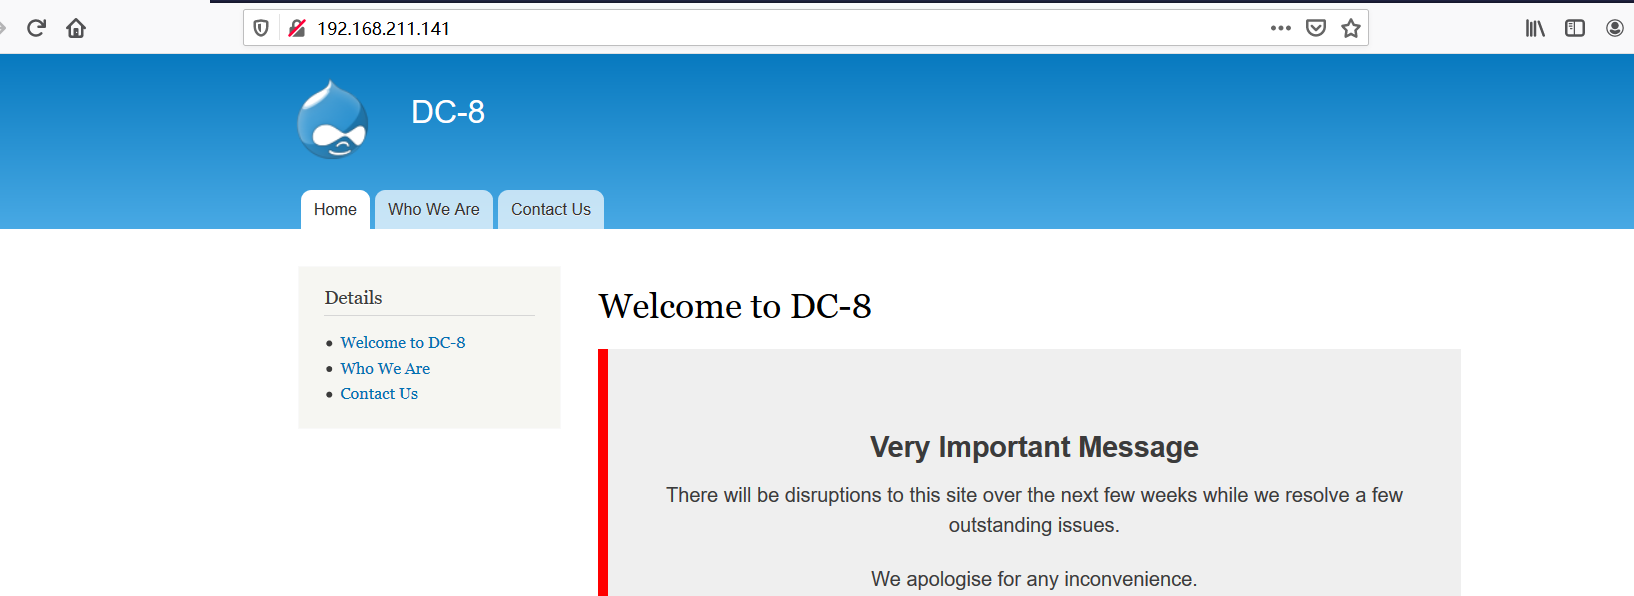 192.168.211.141
DC-8
Home Who We Are Contact Us
Details
Welcome to DC-8
Who We Are
Contact Us
Welcome to DC-8
Very Important Message
There will be disruptions to this site over the next few weeks while we resolve a few
outstanding issues.
We apologise for any inconvenience.